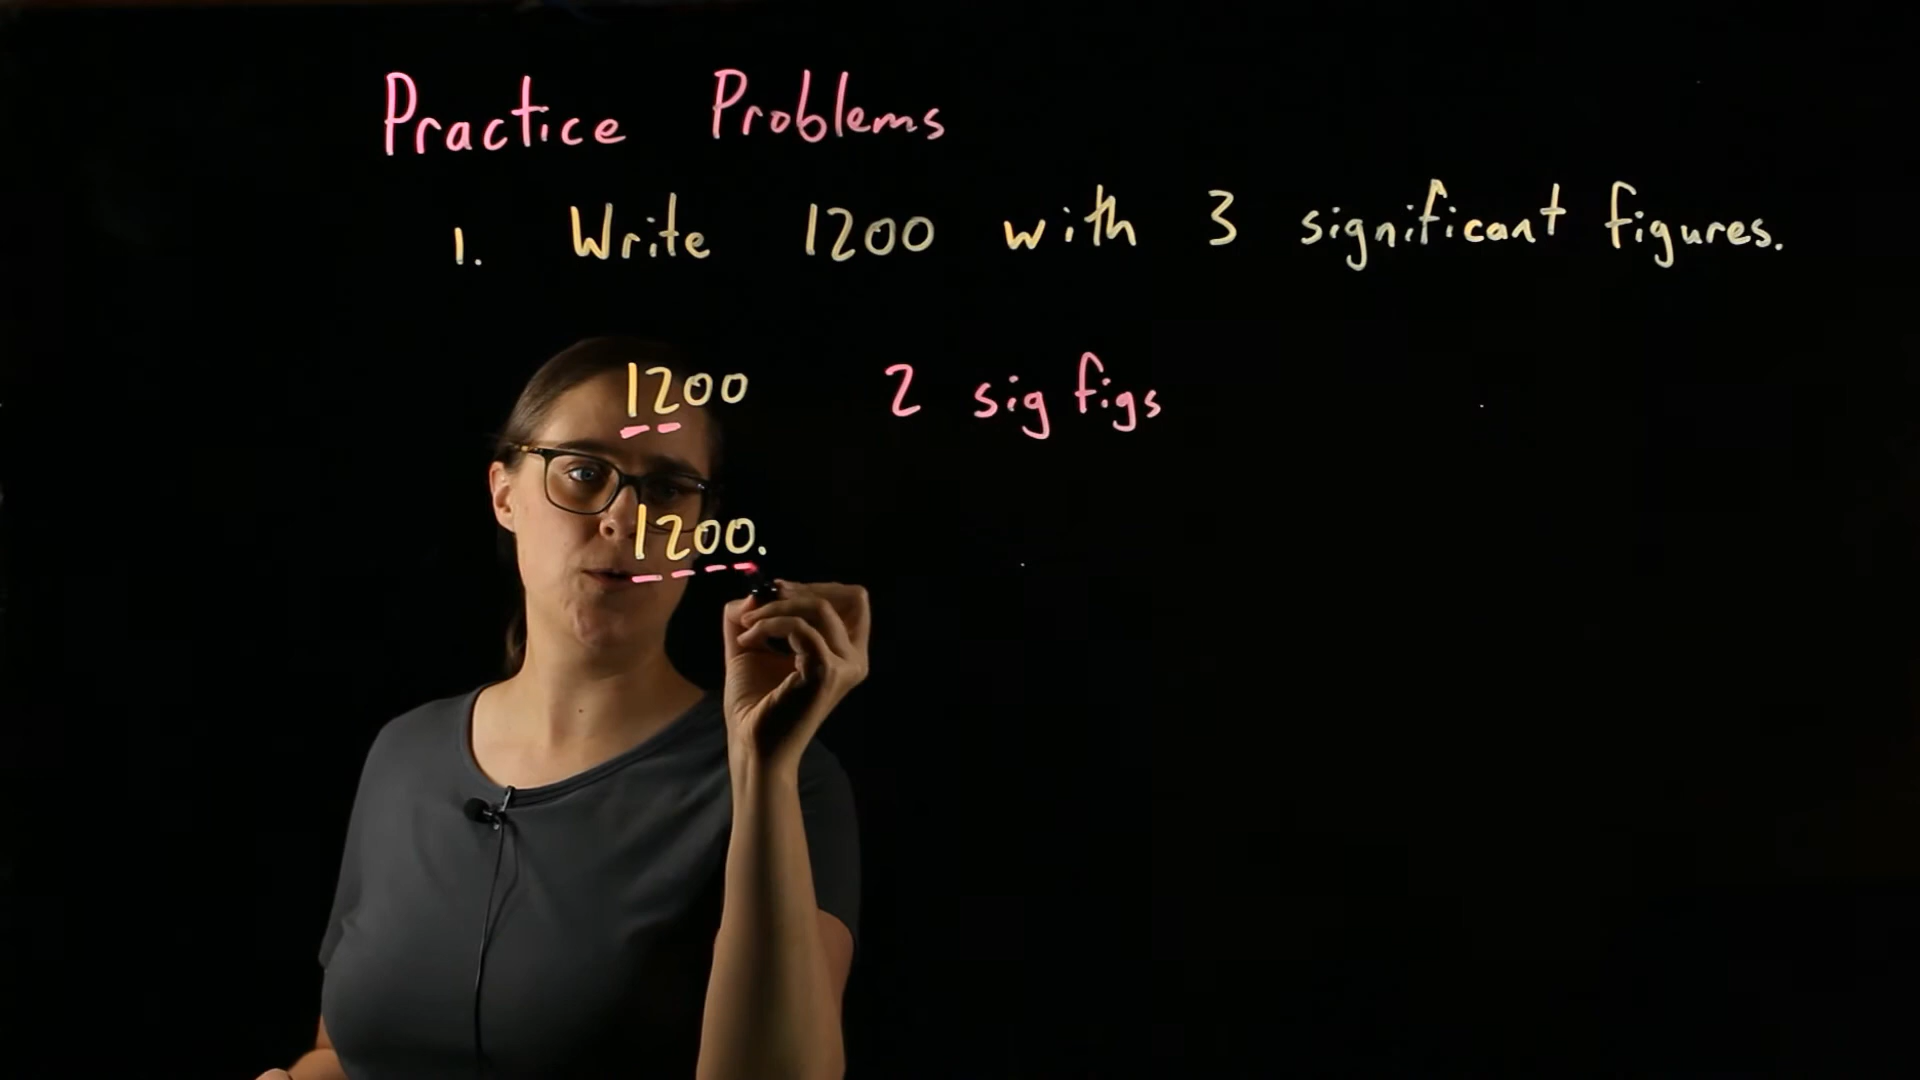 Practice Problems
1. Write 1200 with 3 significant figures.
1200 2 sig figs
1200.